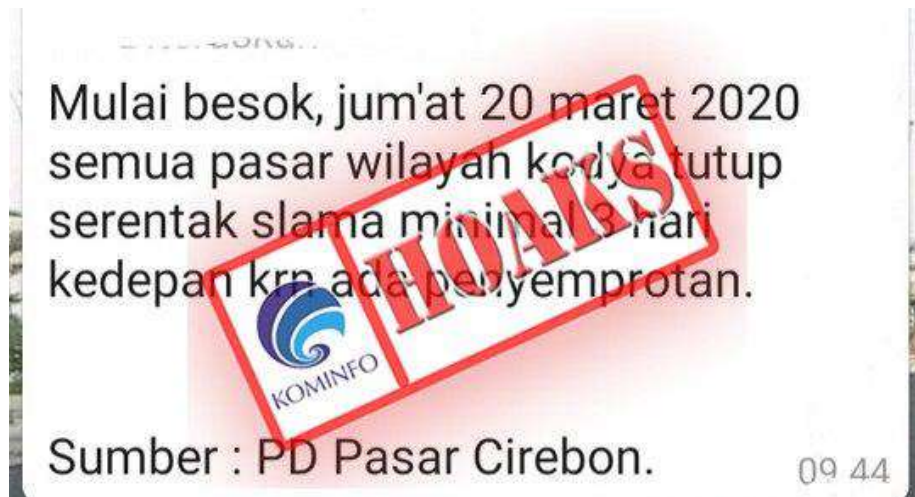 Mulai besok, jum'at 20 maret 2020
semua pasar wilayah kodya tutup
serentak slama minimal 3 hari
kedepan krn ada penyemprotan.
HOAKS
KOMINFO
Sumber : PD Pasar Cirebon.
09 44